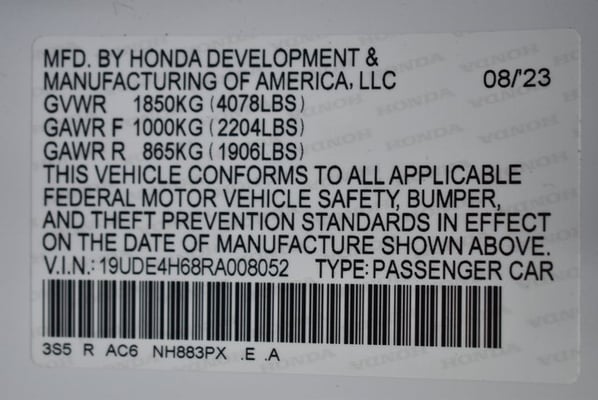 MFD. BY HONDA DEVELOPMENT &
MANUFACTURING OF AMERICA, LLC 08/'23
GVWR 1850KG (4078LBS)
GAWR F 1000KG (2204LBS)
GAWR R 865KG (1906LBS)
THIS VEHICLE CONFORMS TO ALL APPLICABLE
FEDERAL MOTOR VEHICLE SAFETY, BUMPER,
AND THEFT PREVENTION STANDARDS IN EFFECT
ON THE DATE OF MANUFACTURE SHOWN ABOVE.
V.I.N.: 19UDE4H68RA008052 TYPE: PASSENGER CAR
3S5 R AC6 NH883PX .E .A